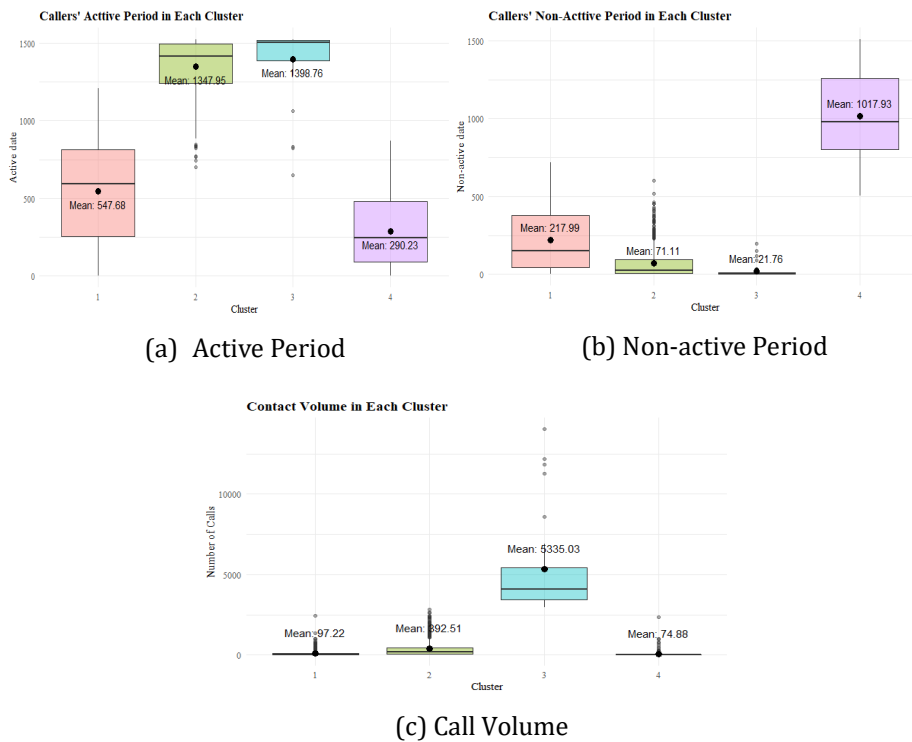 Callers' Acttive Period in Each Cluster
1500
1000
500
0
Active date
Mean: 547.68
Mean: 1347.95
Mean: 1398.76
Mean: 290.23
1 2 3 4
Cluster
(a) Active Period
Callers' Non-Acttive Period in Each Cluster
1500
1000
500
0
Non-active date
Mean: 217.99
Mean: 71.11
Mean: 21.76
Mean: 1017.93
1 2 3 4
Cluster
(b) Non-active Period
Contact Volume in Each Cluster
10000
5000
0
Number of Calls
Mean: 97.22
Mean: 392.51
Mean: 5335.03
Mean: 74.88
1 2 3 4
Cluster
(c) Call Volume